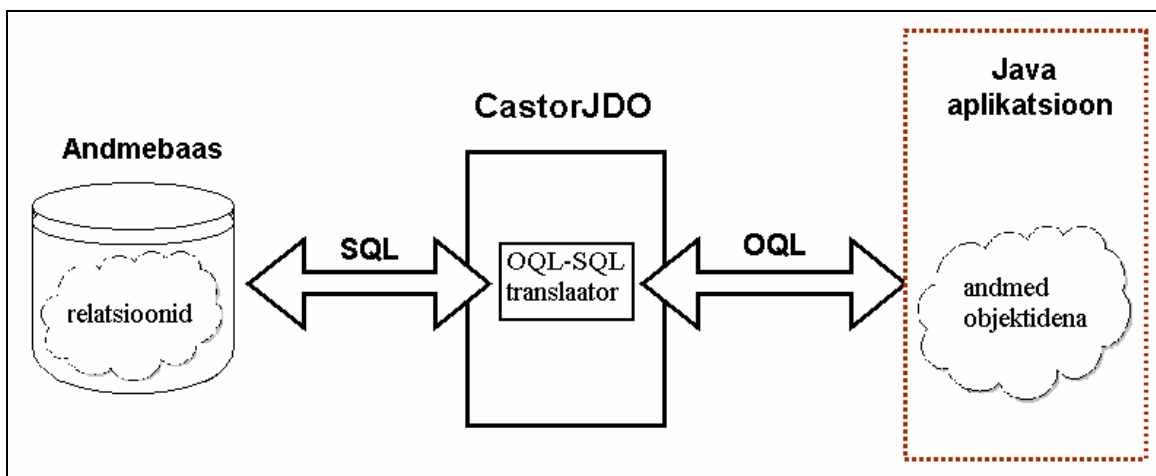 Andmebaas
relatsioonid
SQL
CastorJDO
OQL-SQL
translaator
OQL
Java
aplikatsioon
andmed
objektidena